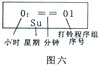 0: == 01
Su
打铃程序组
小时 星期 分钟 序号
图六